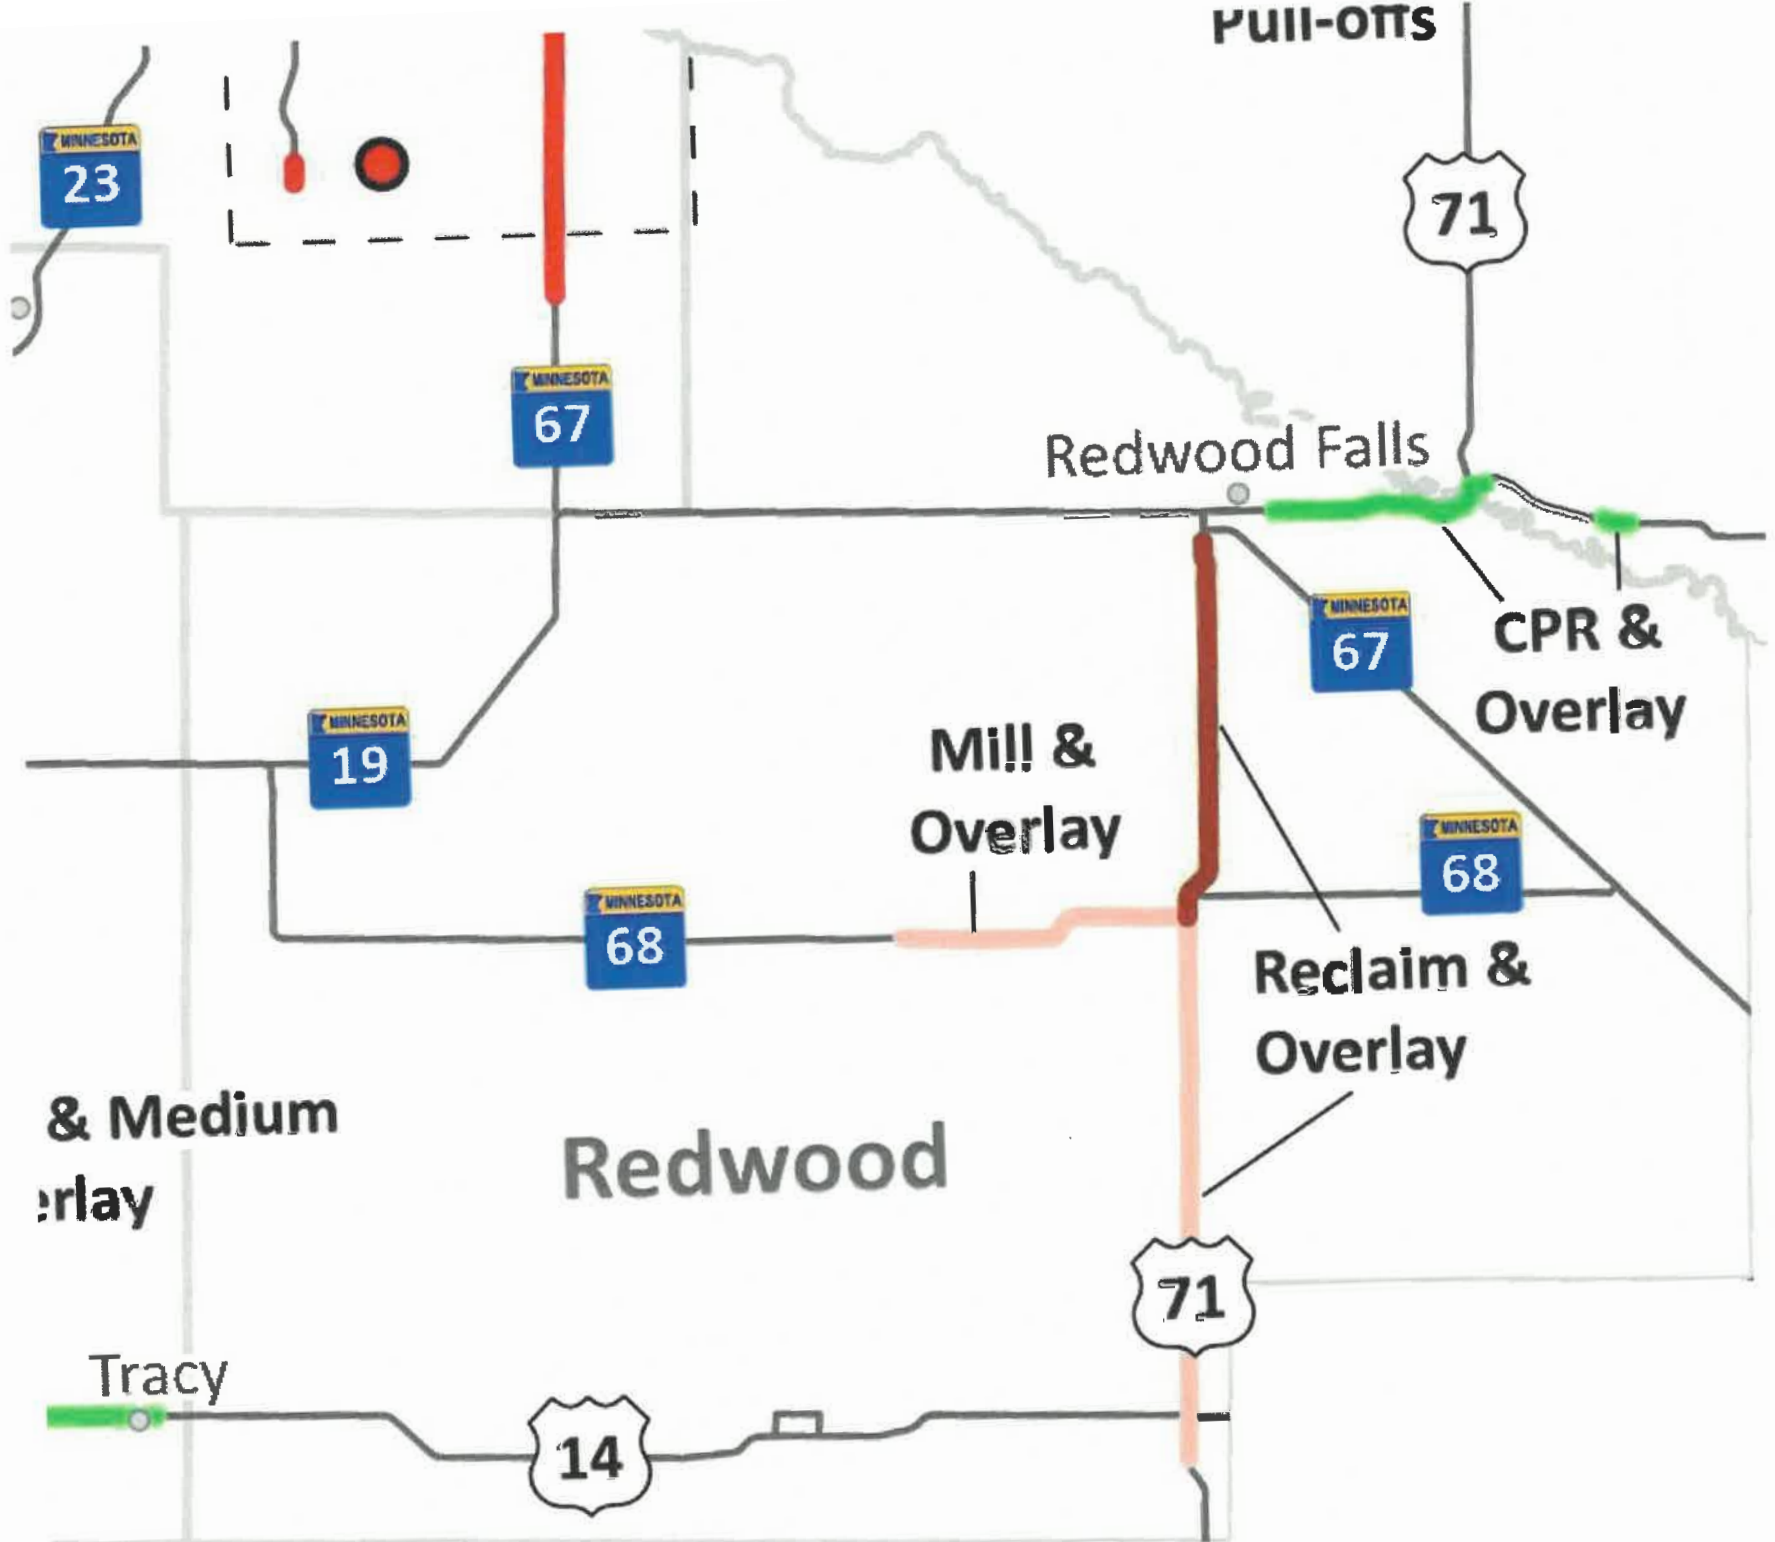 Pull-offs
MINNESOTA
23
71
MINNESOTA
67
Redwood Falls
MINNESOTA
67
CPR &
Overlay
MINNESOTA
19
Mill &
Overlay
MINNESOTA
68
MINNESOTA
68
Reclaim &
Overlay
& Medium
erlay
Redwood
71
Tracy
14